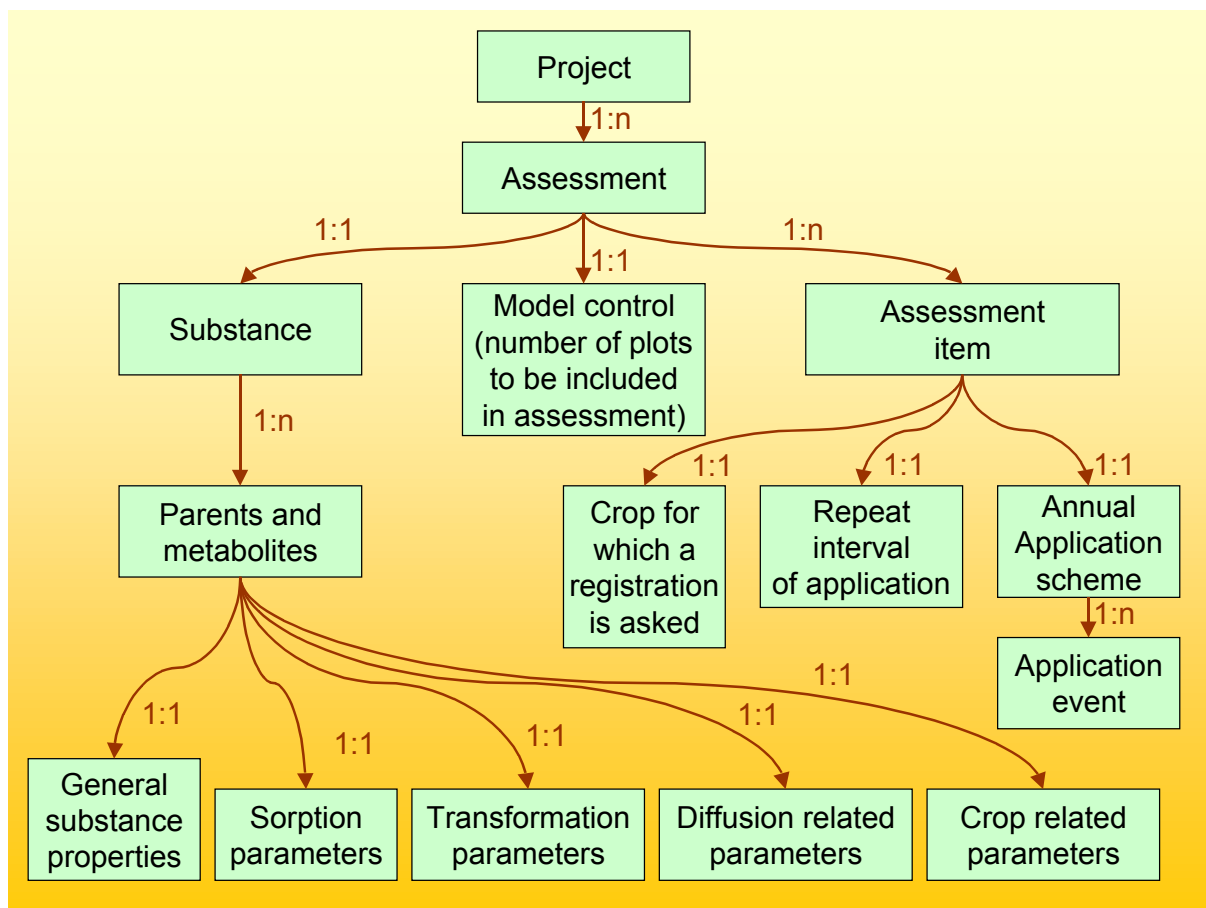 Project
1:n
Assessment
1:1
1:1
1:n
Substance
Model control
(number of plots
to be included
in assessment)
Assessment
item
1:n
1:1
1:1
1:1
Parents and
metabolites
Crop for
which a
registration
is asked
Repeat
interval
of application
Annual
Application
scheme
1:n
Application
event
1:1
1:1
1:1
1:1
1:1
General
substance
properties
Sorption
parameters
Transformation
parameters
Diffusion related
parameters
Crop related
parameters